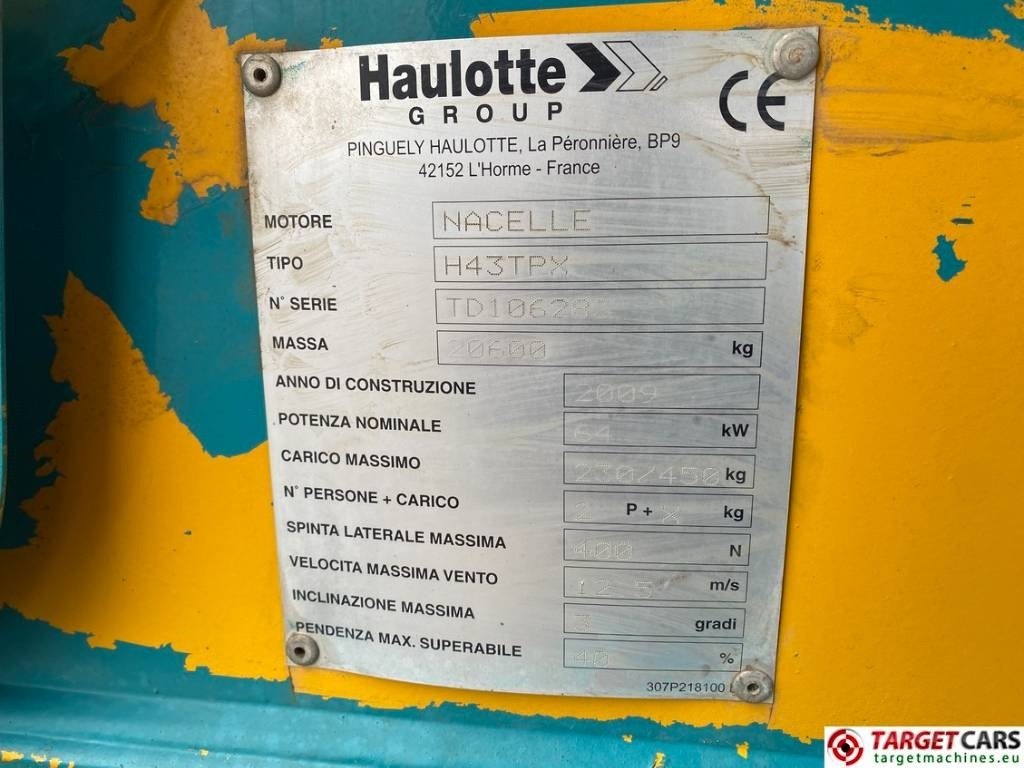 Haulotte
GROUP
CE
PINGUELY HAULOTTE, La Péronnière, BP9
42152 L'Horme - France
MOTORE NACELLE
TIPO H43TPX
N° SERIE
MASSA 20600 kg
ANNO DI CONSTRUZIONE 2009
POTENZA NOMINALE 64 kW
CARICO MASSIMO 230/450 kg
N° PERSONE + CARICO 2 P + X kg
SPINTA LATERALE MASSIMA 400 N
VELOCITA MASSIMA VENTO 12.5 m/s
INCLINAZIONE MASSIMA 3 gradi
PENDENZA MAX. SUPERABILE 40 %
307P218100
TARGETCARS
targetmachines.eu